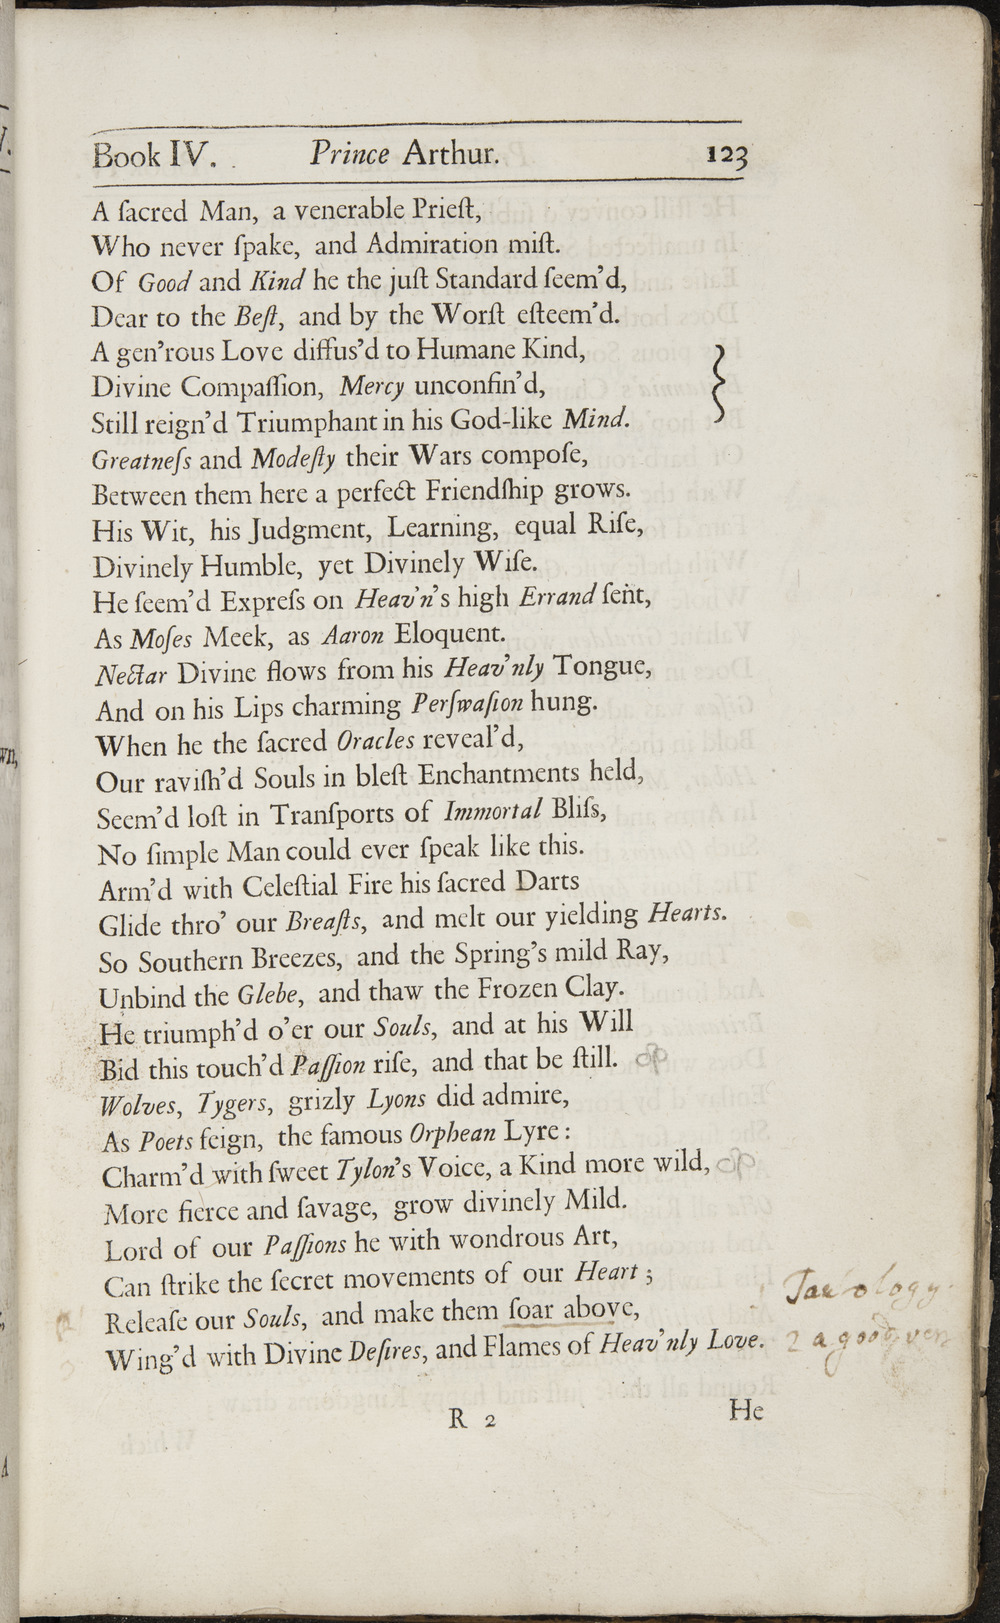 Book IV. Prince Arthur. 123
A ſacred Man, a venerable Prieſt,
Who never ſpake, and Admiration miſt.
Of Good and Kind he the juſt Standard ſeem'd,
Dear to the Beſt, and by the Worſt eſteem'd.
A gen'rous Love diffus'd to Humane Kind,
Divine Compaſſion, Mercy unconfin'd,
Still reign'd Triumphant in his God-like Mind.
Greatneſs and Modeſty their Wars compoſe,
Between them here a perfect Friendſhip grows.
His Wit, his Judgment, Learning, equal Riſe,
Divinely Humble, yet Divinely Wiſe.
He ſeem'd Expreſs on Heav'n's high Errand ſent,
As Moſes Meek, as Aaron Eloquent.
Nectar Divine flows from his Heav'nly Tongue,
And on his Lips charming Perſwaſion hung.
When he the ſacred Oracles reveal'd,
Our raviſh'd Souls in bleſt Enchantments held,
Seem'd loſt in Tranſports of Immortal Bliſs,
No ſimple Man could ever ſpeak like this.
Arm'd with Celeſtial Fire his ſacred Darts
Glide thro' our Breaſts, and melt our yielding Hearts.
So Southern Breezes, and the Spring's mild Ray,
Unbind the Glebe, and thaw the Frozen Clay.
He triumph'd o'er our Souls, and at his Will
Bid this touch'd Paſſion riſe, and that be ſtill.
Wolves, Tygers, grizly Lyons did admire,
As Poets feign, the famous Orphean Lyre:
Charm'd with ſweet Tylon's Voice, a Kind more wild,
More fierce and ſavage, grow divinely Mild.
Lord of our Paſſions he with wondrous Art,
Can ſtrike the ſecret movements of our Heart;
Releaſe our Souls, and make them ſoar above, Tautology
Wing'd with Divine Deſires, and Flames of Heav'nly Love. 2 a good ver
R 2 He